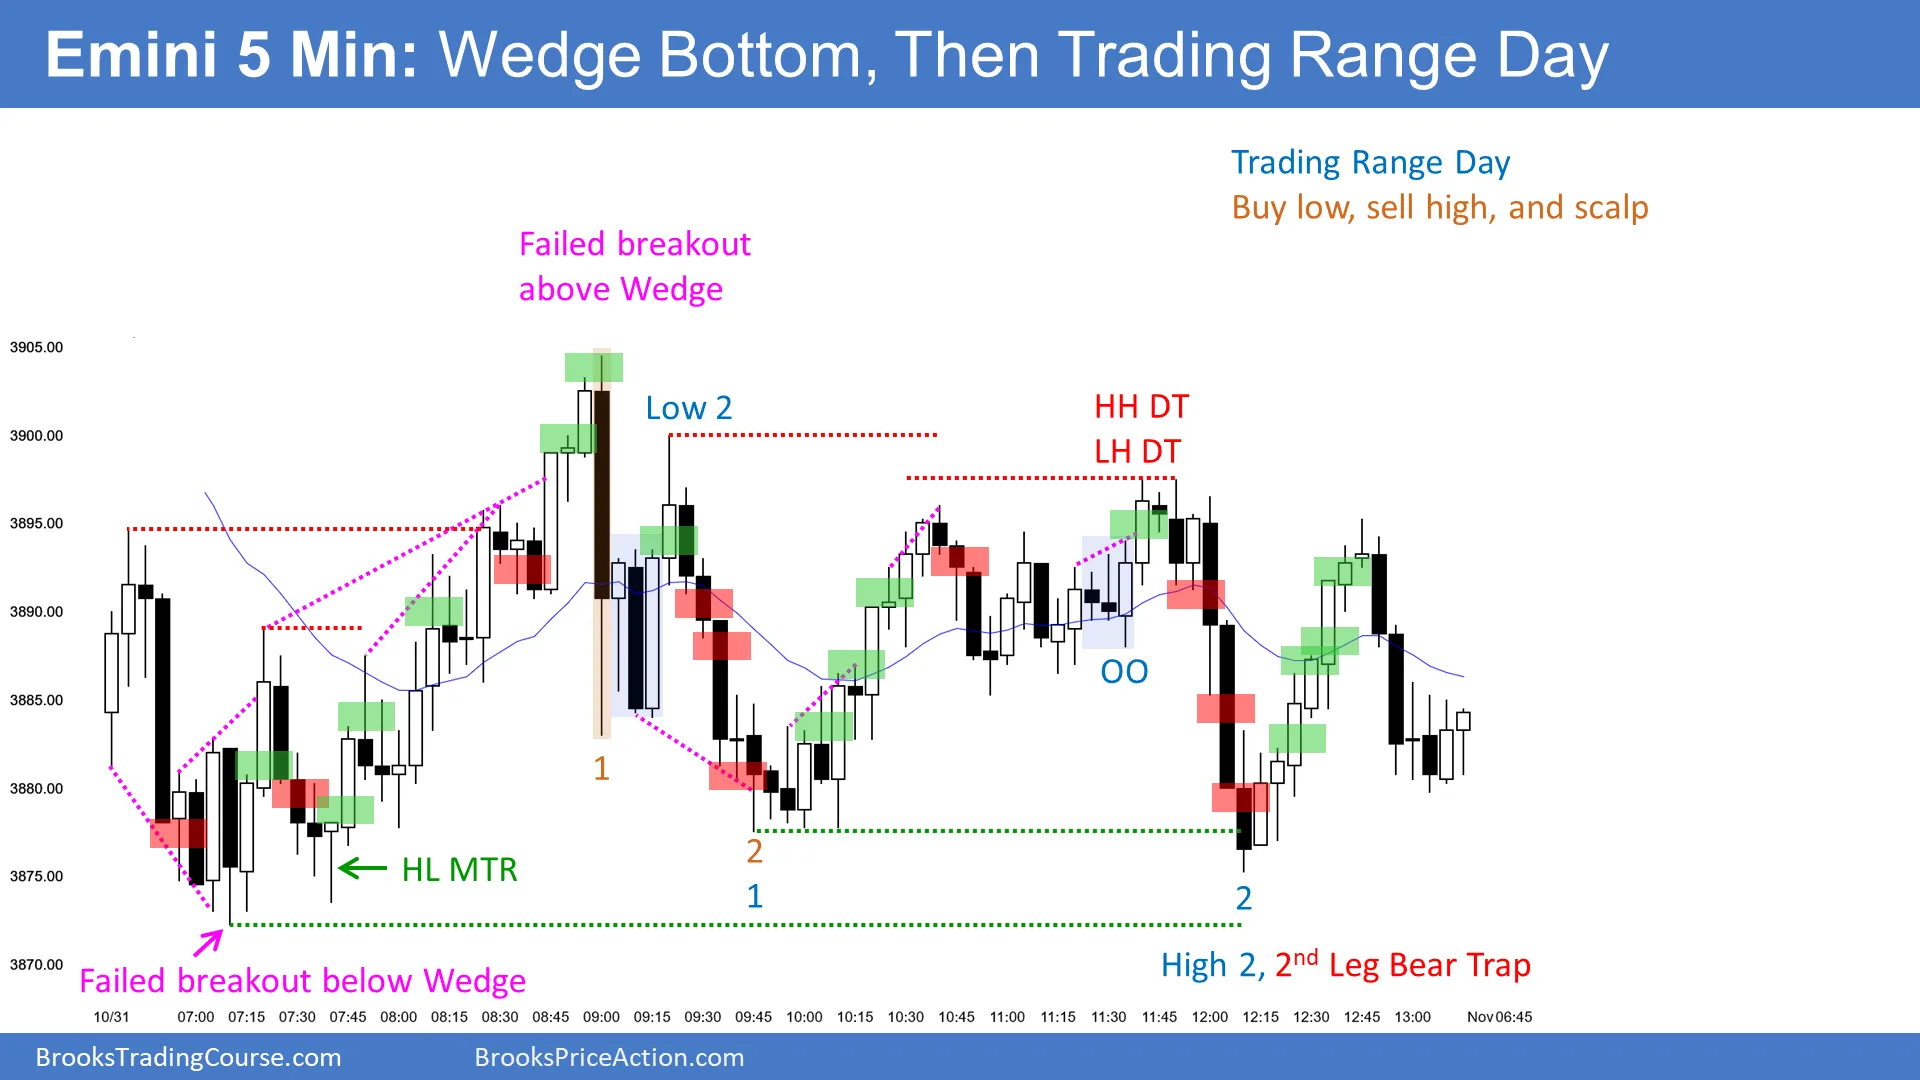 Emini 5 Min: Wedge Bottom, Then Trading Range Day
Trading Range Day
Buy low, sell high, and scalp
Failed breakout
above Wedge
3905.00
3900.00
3895.00
3890.00
3885.00
3880.00
3875.00
3870.00
Low 2
HH DT
LH DT
OO
1
2
1
2
HL MTR
Failed breakout below Wedge
High 2, 2nd Leg Bear Trap
10/31 07:00 07:15 07:30 07:45 08:00 08:15 08:30 08:45 09:00 09:15 09:30 09:45 10:00 10:15 10:30 10:45 11:00 11:15 11:30 11:45 12:00 12:15 12:30 12:45 13:00 Nov 06:45
BrooksTradingCourse.com
BrooksPriceAction.com